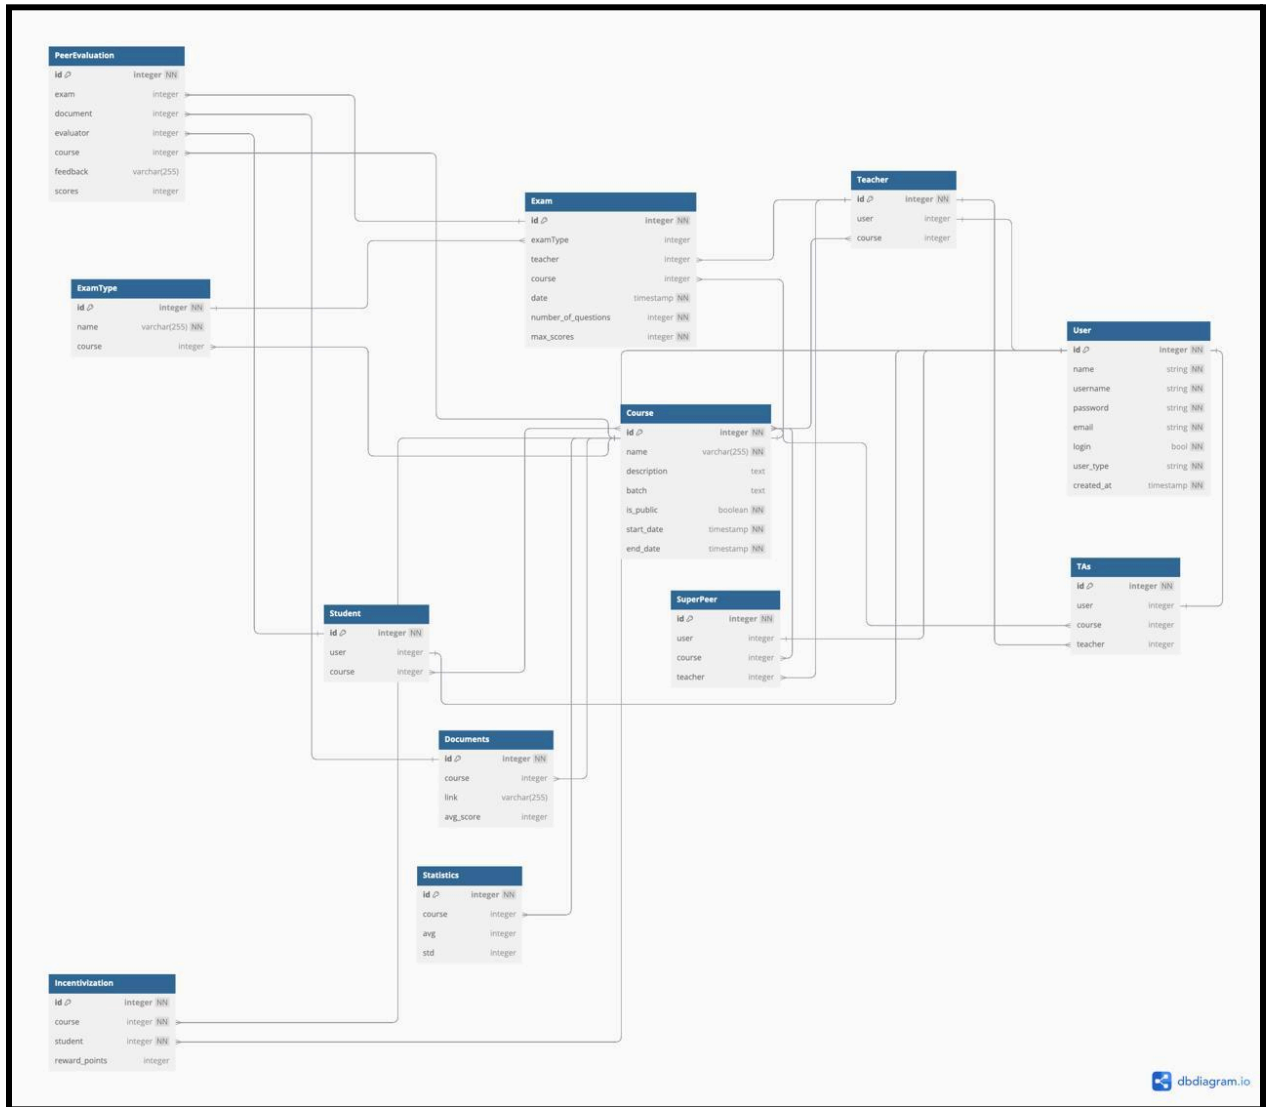 PeerEvaluation
id integer NN
exam integer
document integer
evaluator integer
course integer
feedback varchar(255)
scores integer
Teacher
id integer NN
user integer
course integer
Exam
id integer NN
examType integer
teacher integer
course integer
date timestamp NN
number_of_questions integer NN
max_scores integer NN
ExamType
id integer NN
name varchar(255) NN
course integer
User
id integer NN
name string NN
username string NN
password string NN
email string NN
login bool NN
user_type string NN
created_at timestamp NN
Course
id integer NN
name varchar(255) NN
description text
batch text
is_public boolean NN
start_date timestamp NN
end_date timestamp NN
TAs
id integer NN
user integer
course integer
teacher integer
SuperPeer
id integer NN
user integer
course integer
teacher integer
Student
id integer NN
user integer
course integer
Documents
id integer NN
course integer
link varchar(255)
avg_score integer
Statistics
id integer NN
course integer
avg integer
std integer
Incentivization
id integer NN
course integer NN
student integer NN
reward_points integer
dbdiagram.io